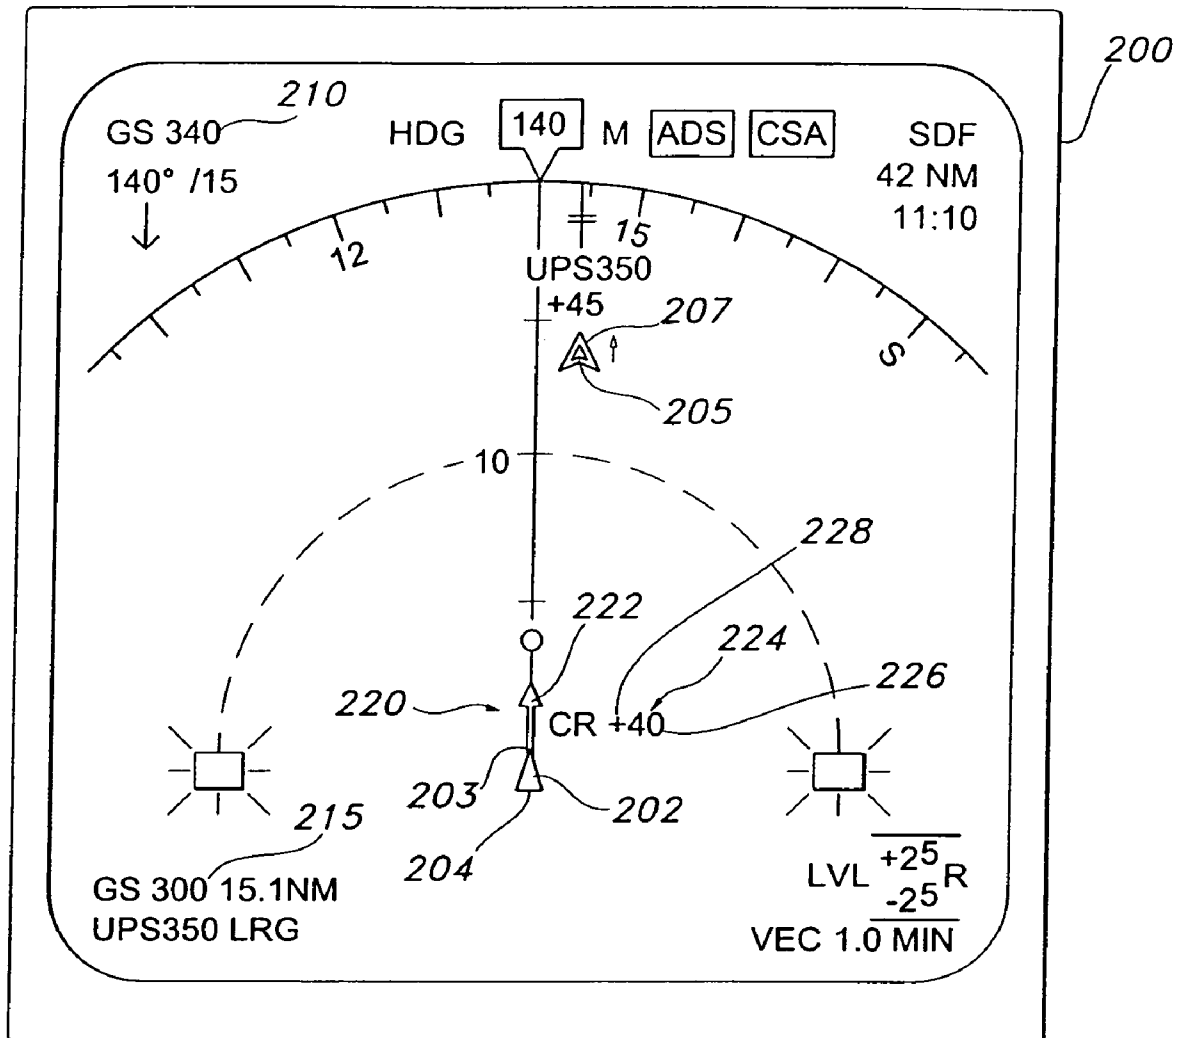 200
210
GS 340
HDG 140 M ADS CSA SDF
140° /15
42 NM
11:10
12
15
UPS350
+45
207
S
205
10
228
222
224
220
226
CR +40
203
202
215
204
GS 300 15.1NM
UPS350 LRG
LVL +25 R
-25
VEC 1.0 MIN